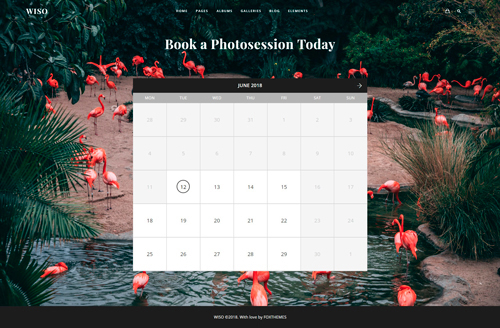 WISO HOME PAGES ALBUMS GALLERIES BLOG ELEMENTS
Book a Photosession Today
JUNE 2018
MON TUE WED THU FRI SAT SUN
28 29 30 31 1 2 3
4 5 6 7 8 9 10
11 12 13 14 15 16 17
18 19 20 21 22 23 24
25 26 27 28 29 30 1
WISO ©2018. With love by FOXTHEMES